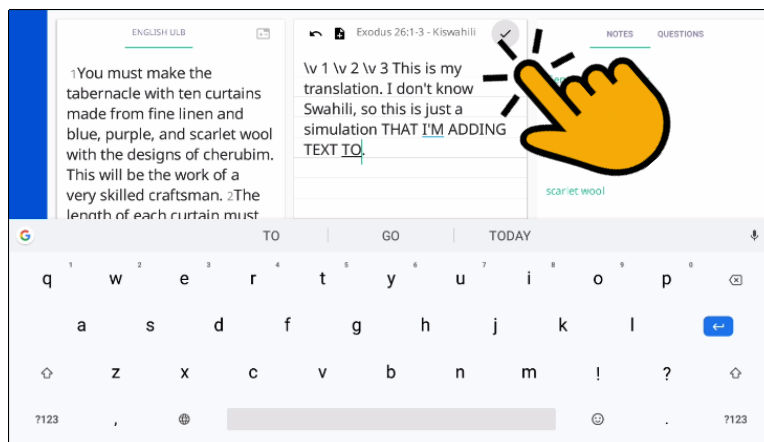 ENGLISH ULB
1You must make the
tabernacle with ten curtains
made from fine linen and
blue, purple, and scarlet wool
with the designs of cherubim.
This will be the work of a
very skilled craftsman. 2The
length of each curtain must
Exodus 26:1-3 - Kiswahili
\v 1 \v 2 \v 3 This is my
translation. I don't know
Swahili, so this is just a
simulation THAT I'M ADDING
TEXT TO.
NOTES QUESTIONS
scarlet wool
G
TO GO TODAY
1 2 3 4 5 6 7 8 9 0
q w e r t y u i o p
a s d f g h j k l
z x c v b n m ! ?
?123 , . ?123